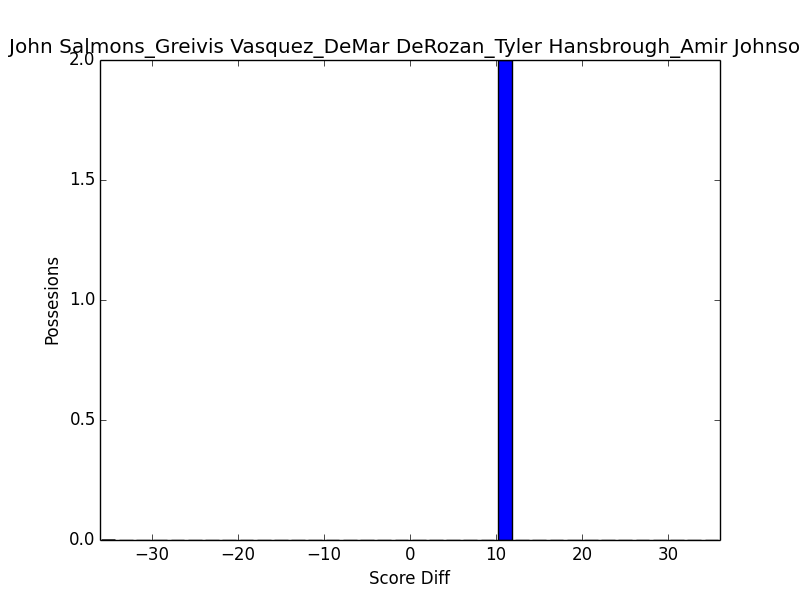 John Salmons_Greivis Vasquez_DeMar DeRozan_Tyler Hansbrough_Amir Johnso
2.0
1.5
1.0
0.5
0.0
Possesions
−30 −20 −10 0 10 20 30
Score Diff